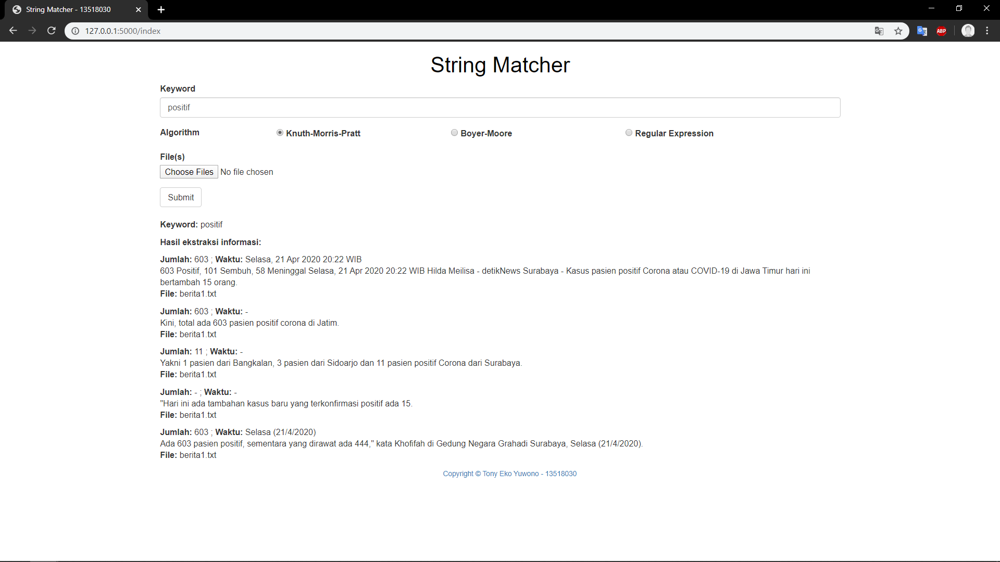 String Matcher - 13518030
127.0.0.1:5000/index
ABP
String Matcher
Keyword
positif
Algorithm Knuth-Morris-Pratt Boyer-Moore Regular Expression
File(s)
Choose Files No file chosen
Submit
Keyword: positif
Hasil ekstraksi informasi:
Jumlah: 603 ; Waktu: Selasa, 21 Apr 2020 20:22 WIB
603 Positif, 101 Sembuh, 58 Meninggal Selasa, 21 Apr 2020 20:22 WIB Hilda Meilisa - detikNews Surabaya - Kasus pasien positif Corona atau COVID-19 di Jawa Timur hari ini
bertambah 15 orang.
File: berita1.txt
Jumlah: 603 ; Waktu: -
Kini, total ada 603 pasien positif corona di Jatim.
File: berita1.txt
Jumlah: 11 ; Waktu: -
Yakni 1 pasien dari Bangkalan, 3 pasien dari Sidoarjo dan 11 pasien positif Corona dari Surabaya.
File: berita1.txt
Jumlah: - ; Waktu: -
"Hari ini ada tambahan kasus baru yang terkonfirmasi positif ada 15.
File: berita1.txt
Jumlah: 603 ; Waktu: Selasa (21/4/2020)
Ada 603 pasien positif, sementara yang dirawat ada 444," kata Khofifah di Gedung Negara Grahadi Surabaya, Selasa (21/4/2020).
File: berita1.txt
Copyright © Tony Eko Yuwono - 13518030